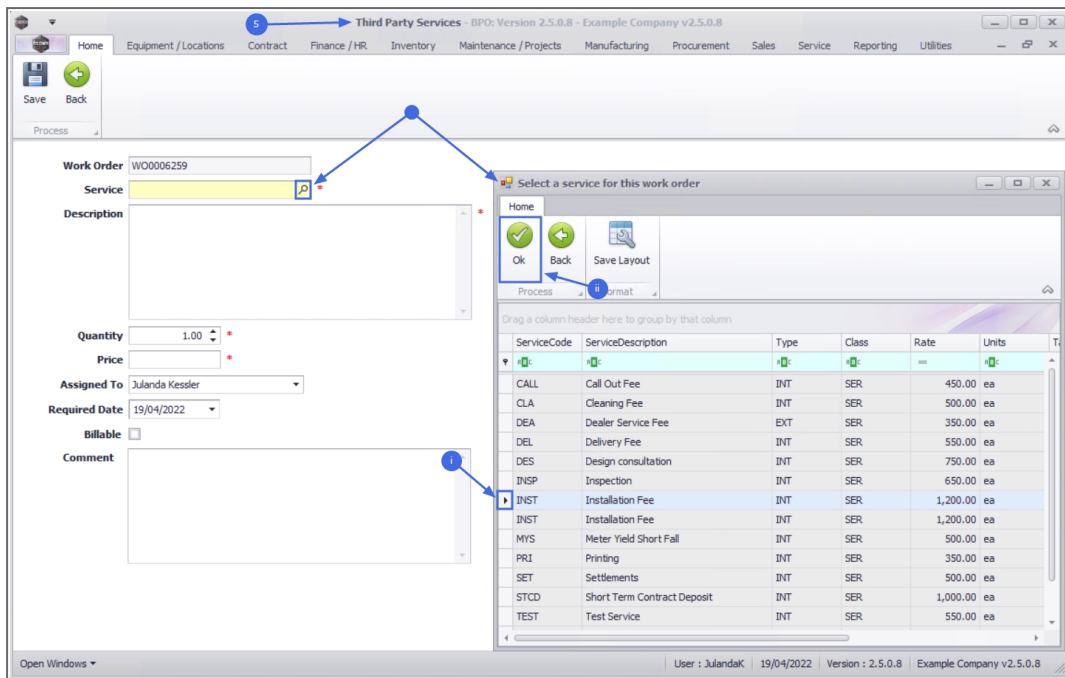 5
Third Party Services - BPO: Version 2.5.0.8 - Example Company v2.5.0.8
Home Equipment / Locations Contract Finance / HR Inventory Maintenance / Projects Manufacturing Procurement Sales Service Reporting Utilities
Save Back
Process
Work Order WO0006259
Service *
Description *
Quantity 1.00 *
Price *
Assigned To Julanda Kessler
Required Date 19/04/2022
Billable
Comment
Select a service for this work order
Home
Ok Back Save Layout
ii
Process ormat
Drag a column header here to group by that column
ServiceCode ServiceDescription Type Class Rate Units Ta
CALL Call Out Fee INT SER 450.00 ea
CLA Cleaning Fee INT SER 500.00 ea
DEA Dealer Service Fee EXT SER 350.00 ea
DEL Delivery Fee INT SER 550.00 ea
DES Design consultation INT SER 750.00 ea
i
INSP Inspection INT SER 650.00 ea
INST Installation Fee INT SER 1,200.00 ea
INST Installation Fee INT SER 1,200.00 ea
MYS Meter Yield Short Fall INT SER 500.00 ea
PRI Printing INT SER 350.00 ea
SET Settlements INT SER 500.00 ea
STCD Short Term Contract Deposit INT SER 1,000.00 ea
TEST Test Service INT SER 550.00 ea
Open Windows User : JulandaK 19/04/2022 Version : 2.5.0.8 Example Company v2.5.0.8